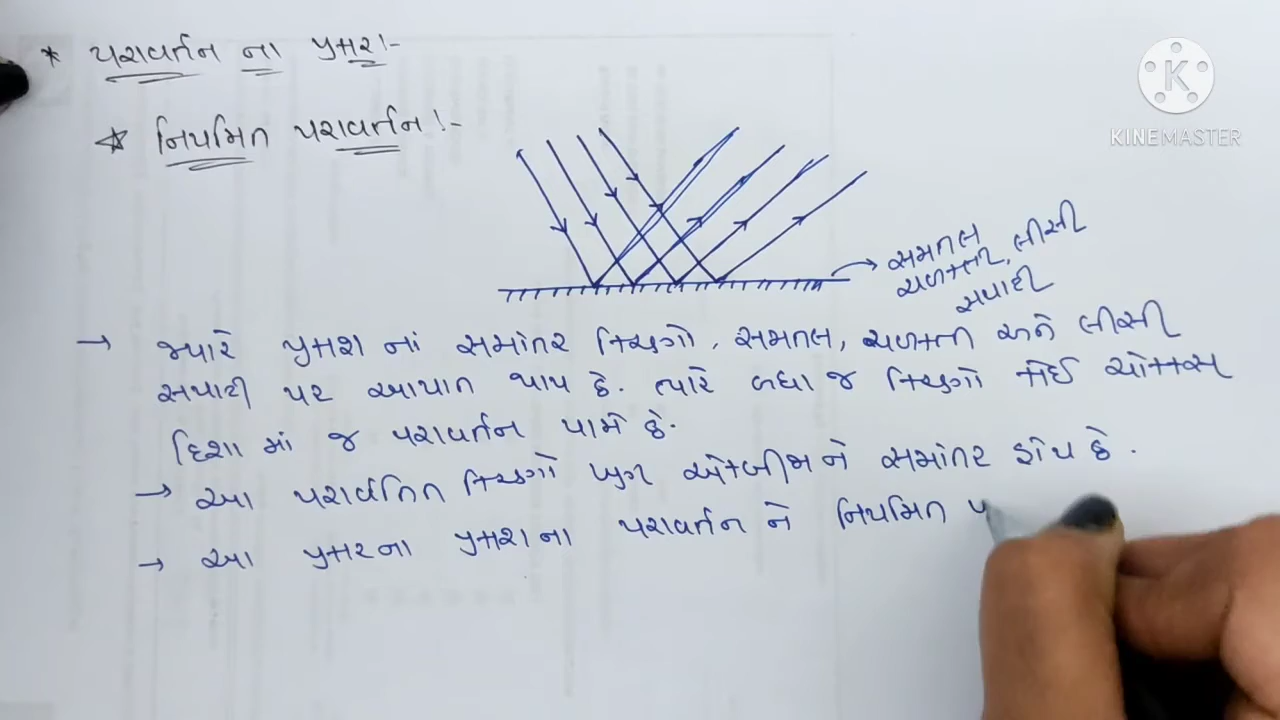 * પરાવર્તન ના પ્રકાર :-
☆ નિયમિત પરાવર્તન :-
K
KINEMASTER
સમતલ
ચળકતી, લીસી
સપાટી
→ જ્યારે પ્રકાશ નાં સમાંતર કિરણો, સમતલ, ચળકતી અને લીસી
સપાટી પર આપાત થાય છે. ત્યારે બધા જ કિરણો કોઈ ચોક્કસ
દિશા માં જ પરાવર્તન પામે છે.
→ આ પરાવર્તિત કિરણો પણ એકબીજા ને સમાંતર હોય છે.
→ આ પ્રકારના પ્રકાશના પરાવર્તન ને નિયમિત પ